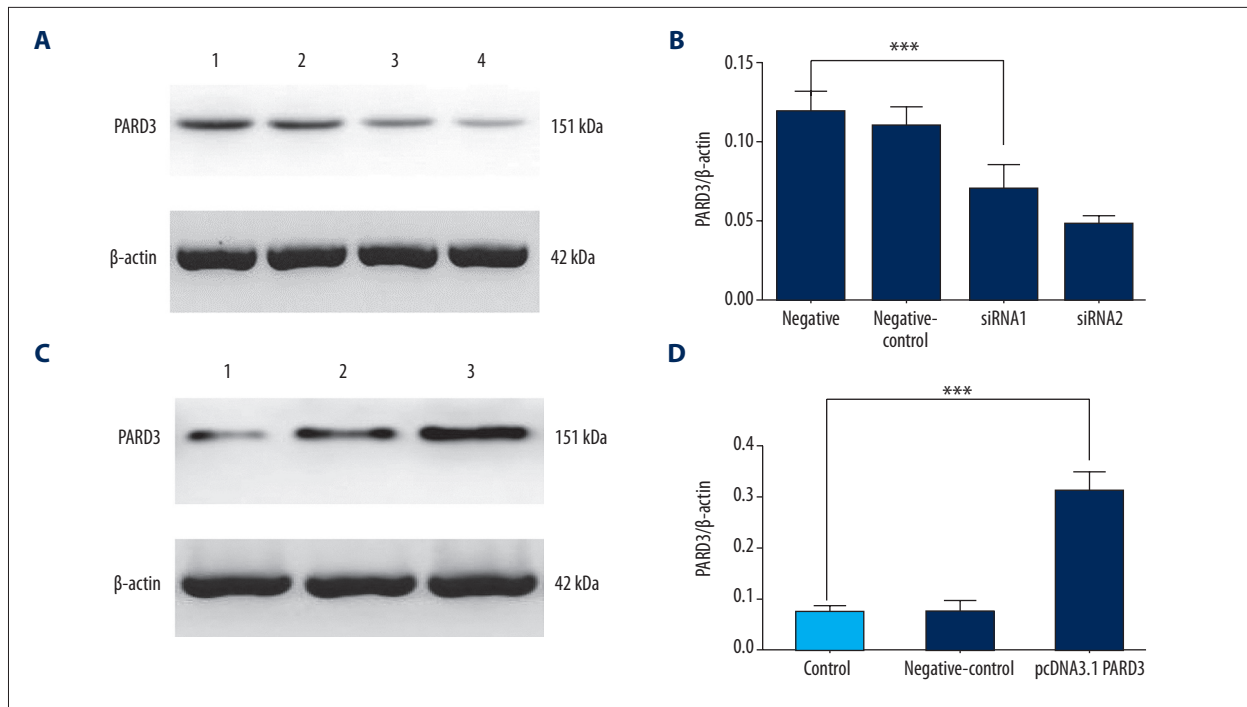 A
1 2 3 4
PARD3 151 kDa
β-actin 42 kDa
B
***
PARD3/β-actin
0.15
0.10
0.05
0.00
Negative Negative-control siRNA1 siRNA2
C
1 2 3
PARD3 151 kDa
β-actin 42 kDa
D
***
PARD3/β-actin
0.4
0.3
0.2
0.1
0.0
Control Negative-control pcDNA3.1 PARD3